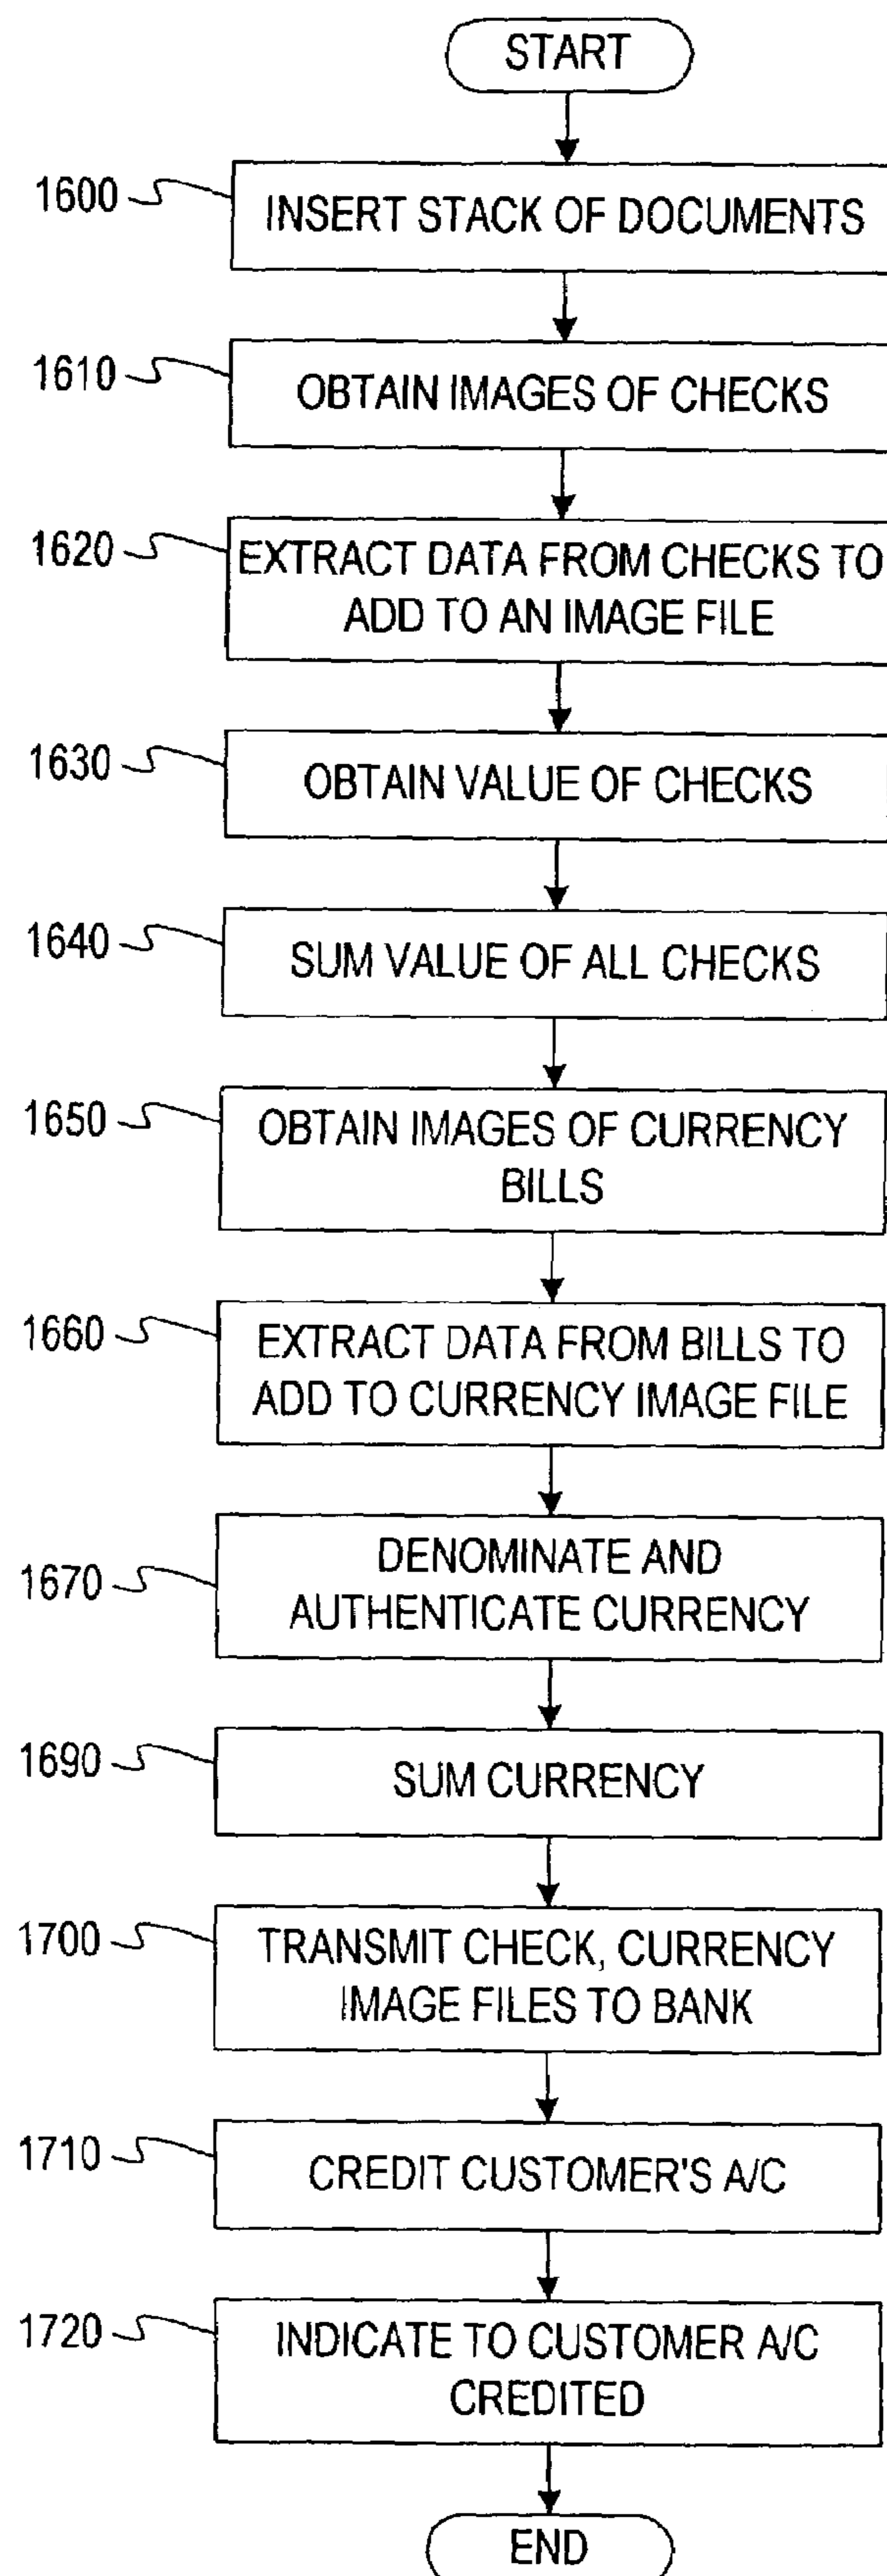 START
1600
INSERT STACK OF DOCUMENTS
1610
OBTAIN IMAGES OF CHECKS
1620
EXTRACT DATA FROM CHECKS TO
ADD TO AN IMAGE FILE
1630
OBTAIN VALUE OF CHECKS
1640
SUM VALUE OF ALL CHECKS
1650
OBTAIN IMAGES OF CURRENCY
BILLS
1660
EXTRACT DATA FROM BILLS TO
ADD TO CURRENCY IMAGE FILE
1670
DENOMINATE AND
AUTHENTICATE CURRENCY
1690
SUM CURRENCY
1700
TRANSMIT CHECK, CURRENCY
IMAGE FILES TO BANK
1710
CREDIT CUSTOMER'S A/C
1720
INDICATE TO CUSTOMER A/C
CREDITED
END